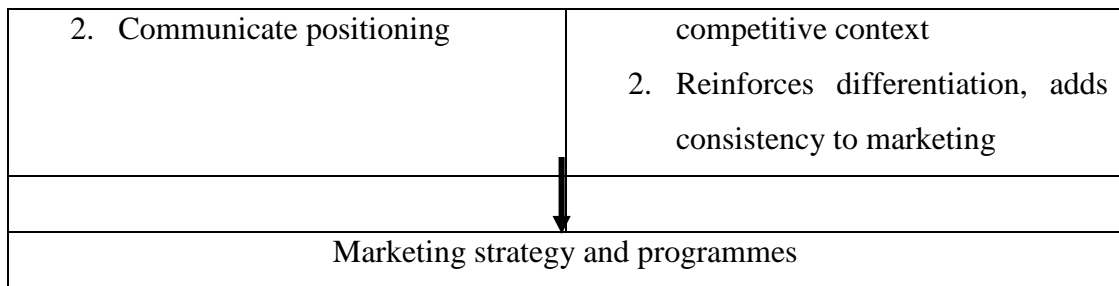 2. Communicate positioning
competitive context
2. Reinforces differentiation, adds
consistency to marketing
Marketing strategy and programmes